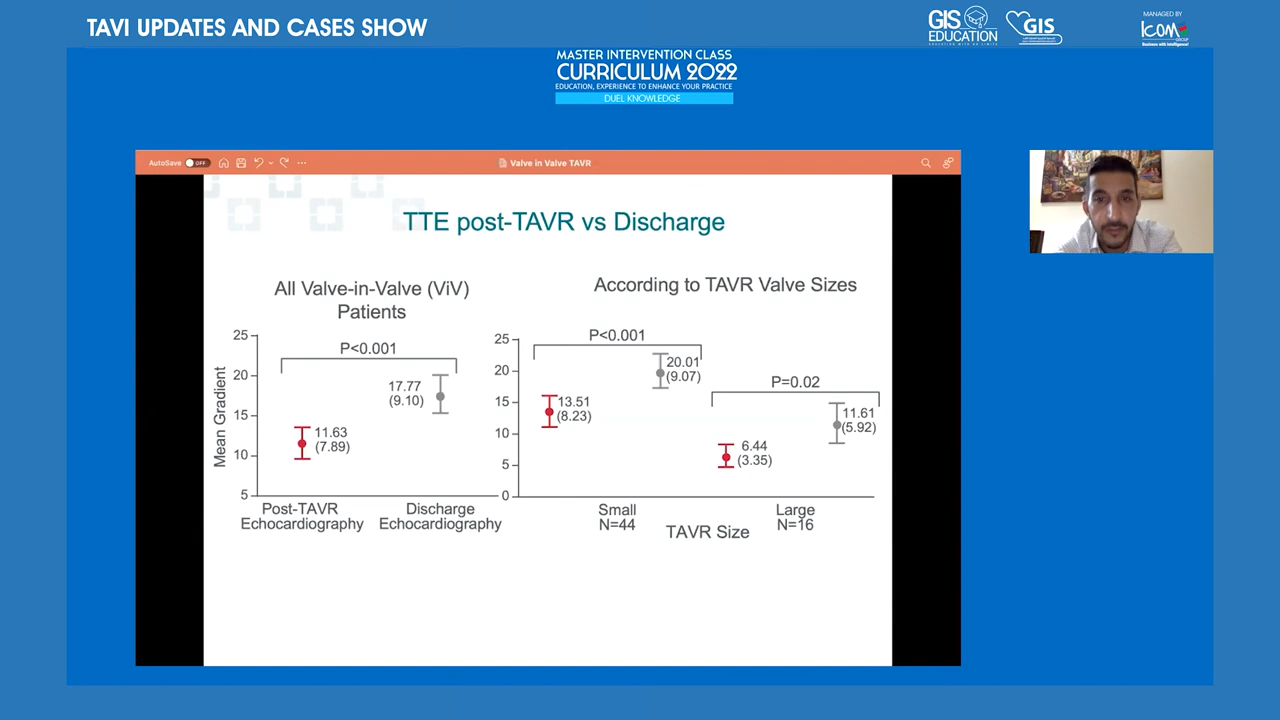 TAVI UPDATES AND CASES SHOW
GIS
EDUCATION
GIS
MANAGED BY
ICOM
GROUP
Business with intelligence!
MASTER INTERVENTION CLASS
CURRICULUM 2022
EDUCATION, EXPERIENCE TO ENHANCE YOUR PRACTICE
DUEL KNOWLEDGE
AutoSave OFF
Valve in Valve TAVR
TTE post-TAVR vs Discharge
All Valve-in-Valve (ViV)
Patients
Mean Gradient
25
20
15
10
5
P<0.001
11.63
(7.89)
17.77
(9.10)
Post-TAVR
Echocardiography
Discharge
Echocardiography
According to TAVR Valve Sizes
25
20
15
10
5
0
P<0.001
13.51
(8.23)
20.01
(9.07)
P=0.02
6.44
(3.35)
11.61
(5.92)
Small
N=44
Large
N=16
TAVR Size